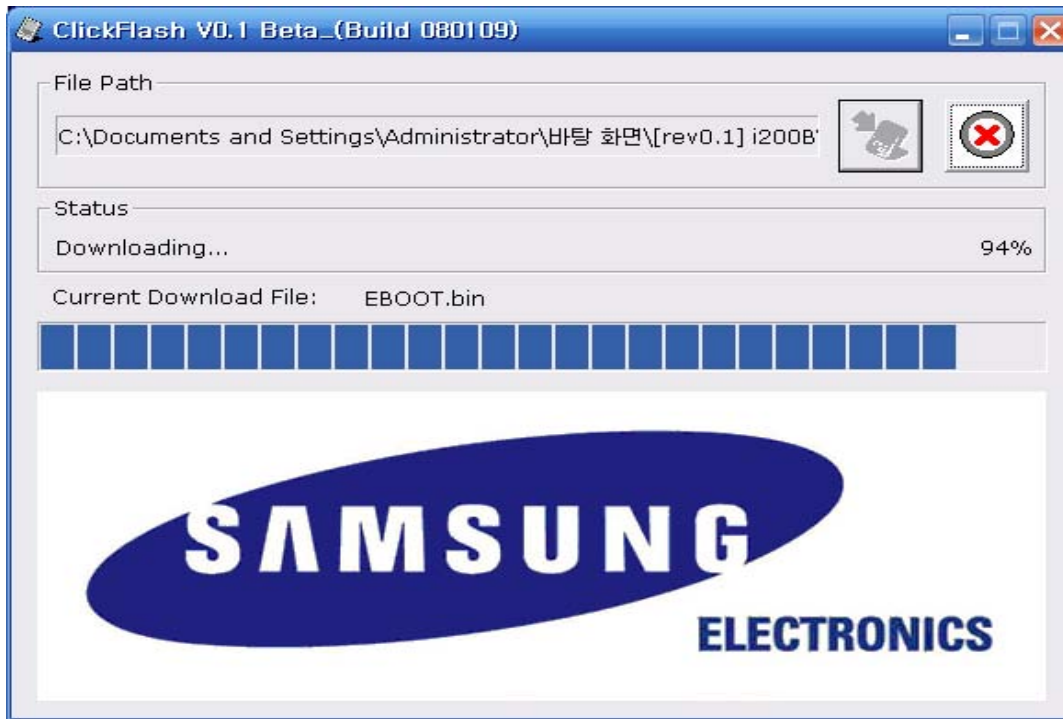 ClickFlash V0.1 Beta_(Build 080109)
File Path
C:\Documents and Settings\Administrator\바탕 화면\[rev0.1] i200B
Status
Downloading... 94%
Current Download File: EBOOT.bin
SAMSUNG
ELECTRONICS